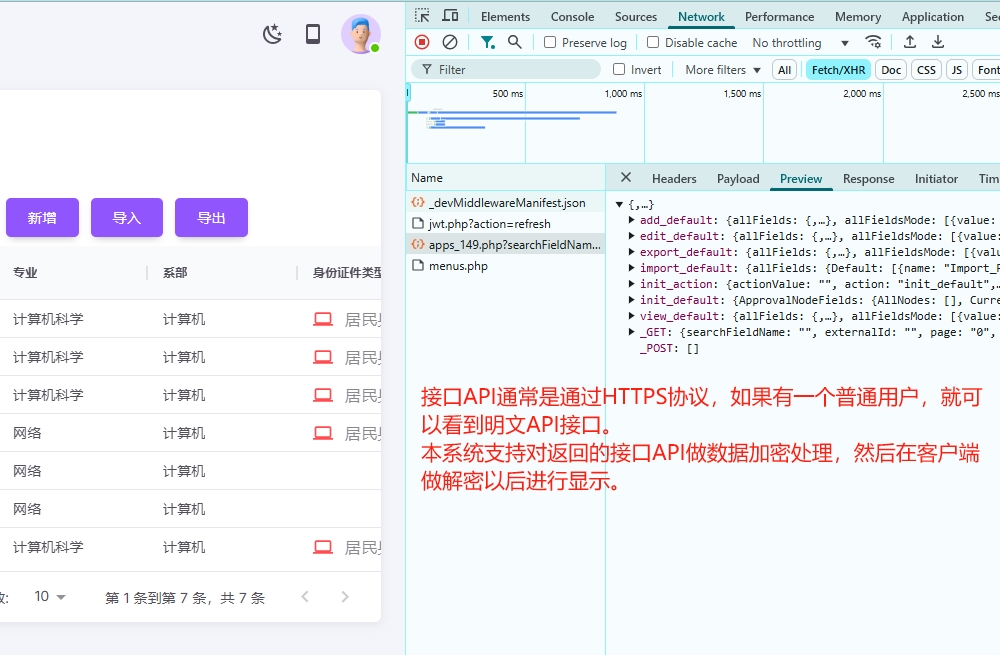 Elements Console Sources Network Performance Memory Application
Preserve log Disable cache No throttling
Filter Invert More filters All Fetch/XHR Doc CSS JS Font
500 ms 1,000 ms 1,500 ms 2,000 ms 2,500 ms
新增 导入 导出
专业 系部 身份证件类型
计算机科学 计算机 居民
计算机科学 计算机 居民
计算机科学 计算机 居民
网络 计算机 居民
网络 计算机
网络 计算机
计算机科学 计算机 居民
10 第 1 条到第 7 条，共 7 条
Name
_devMiddlewareManifest.json
jwt.php?action=refresh
apps_149.php?searchFieldNam...
menus.php
Headers Payload Preview Response Initiator Tim
{,…}
add_default: {allFields: {,…}, allFieldsMode: [{value:
edit_default: {allFields: {,…}, allFieldsMode: [{value:
export_default: {allFields: {,…}, allFieldsMode: [{value:
import_default: {allFields: {Default: [{name: "Import_
init_action: {actionValue: "", action: "init_default",…
init_default: {ApprovalNodeFields: {AllNodes: [], Curre
view_default: {allFields: {,…}, allFieldsMode: [{value:
_GET: {searchFieldName: "", externalId: "", page: "0",
_POST: []
接口API通常是通过HTTPS协议，如果有一个普通用户，就可
以看到明文API接口。
本系统支持对返回的接口API做数据加密处理，然后在客户端
做解密以后进行显示。